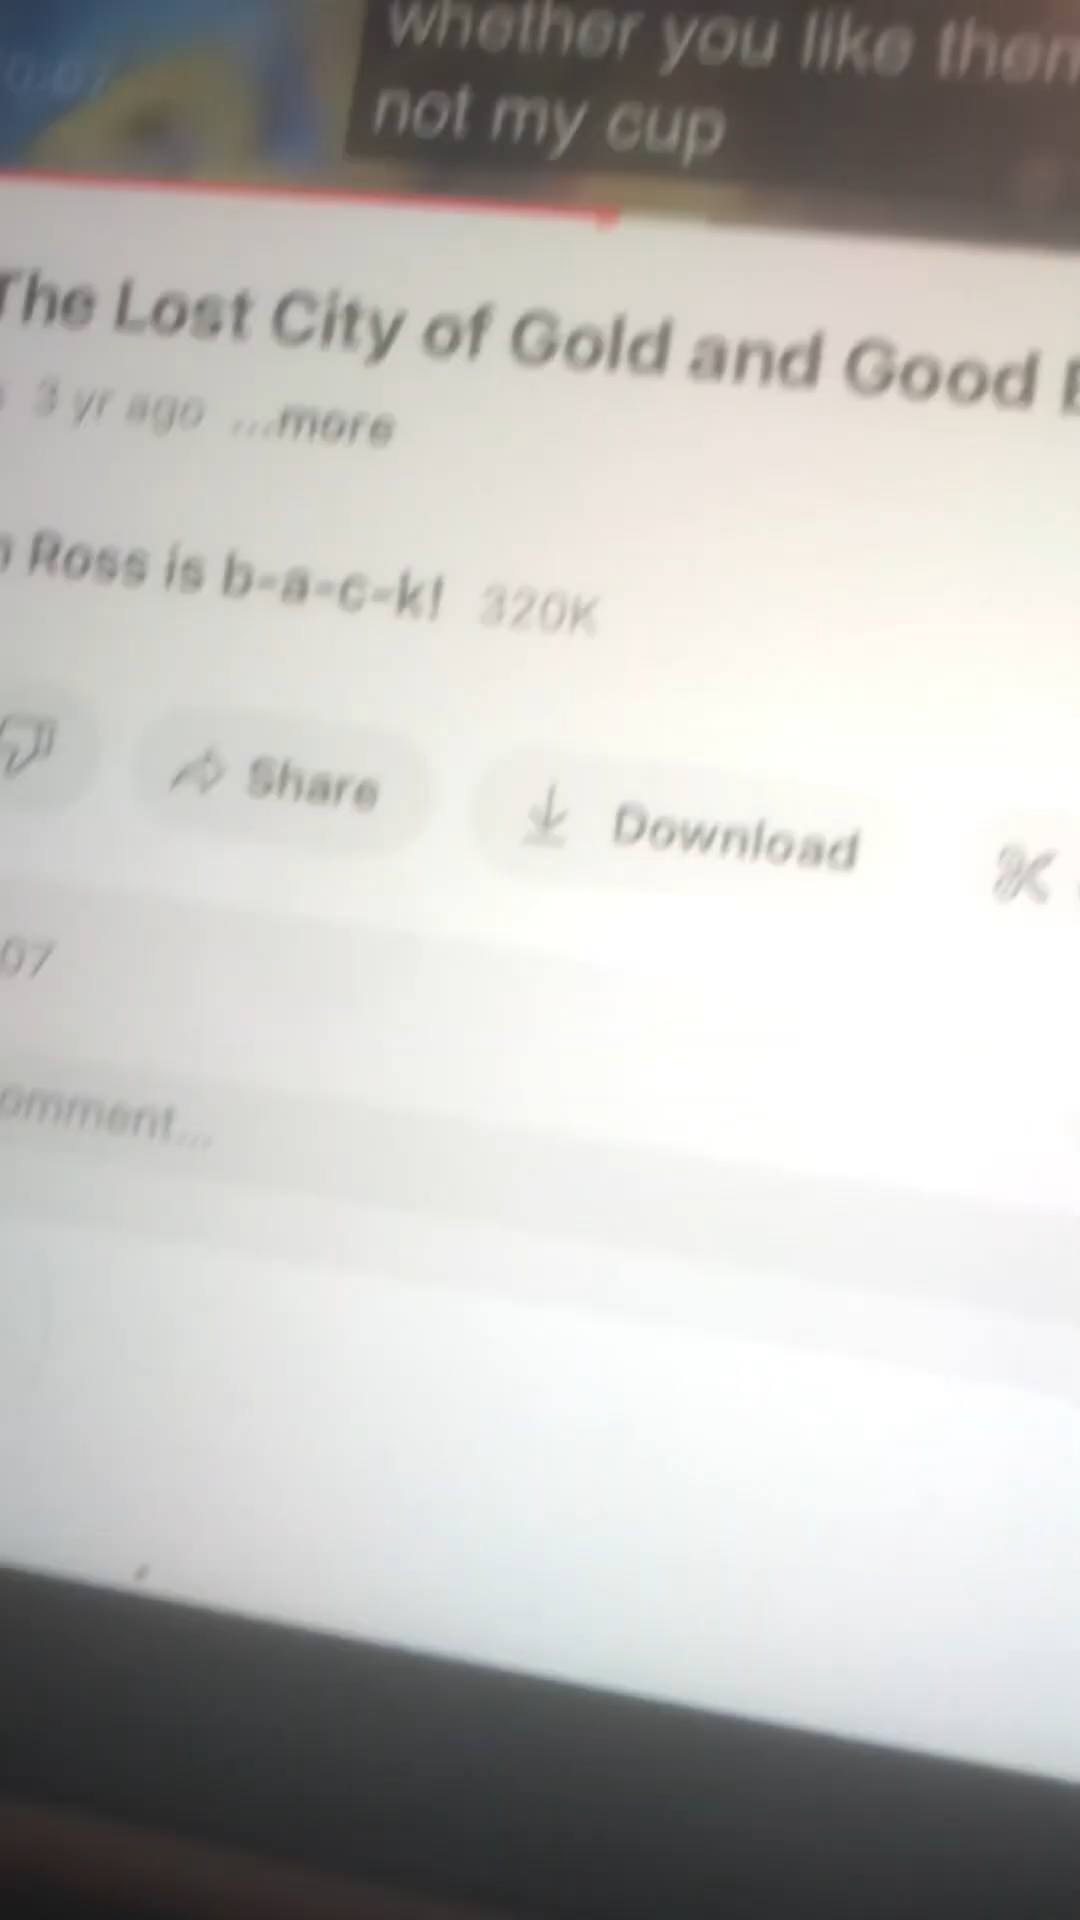 whether you like them
not my cup
The Lost City of Gold and Good
3 yr ago ...more
Ross is b-a-c-k! 320K
Share Download
07
omment...